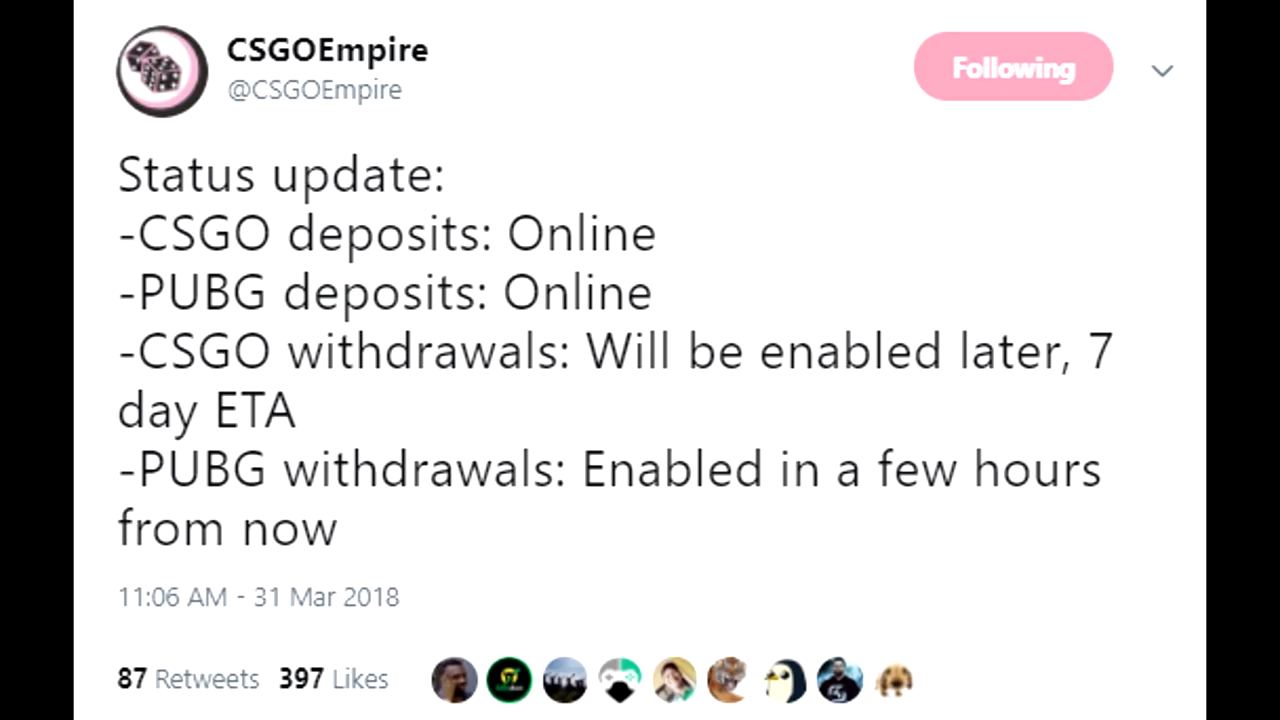 CSGOEmpire
@CSGOEmpire
Following
Status update:
-CSGO deposits: Online
-PUBG deposits: Online
-CSGO withdrawals: Will be enabled later, 7
day ETA
-PUBG withdrawals: Enabled in a few hours
from now
11:06 AM - 31 Mar 2018
87 Retweets 397 Likes